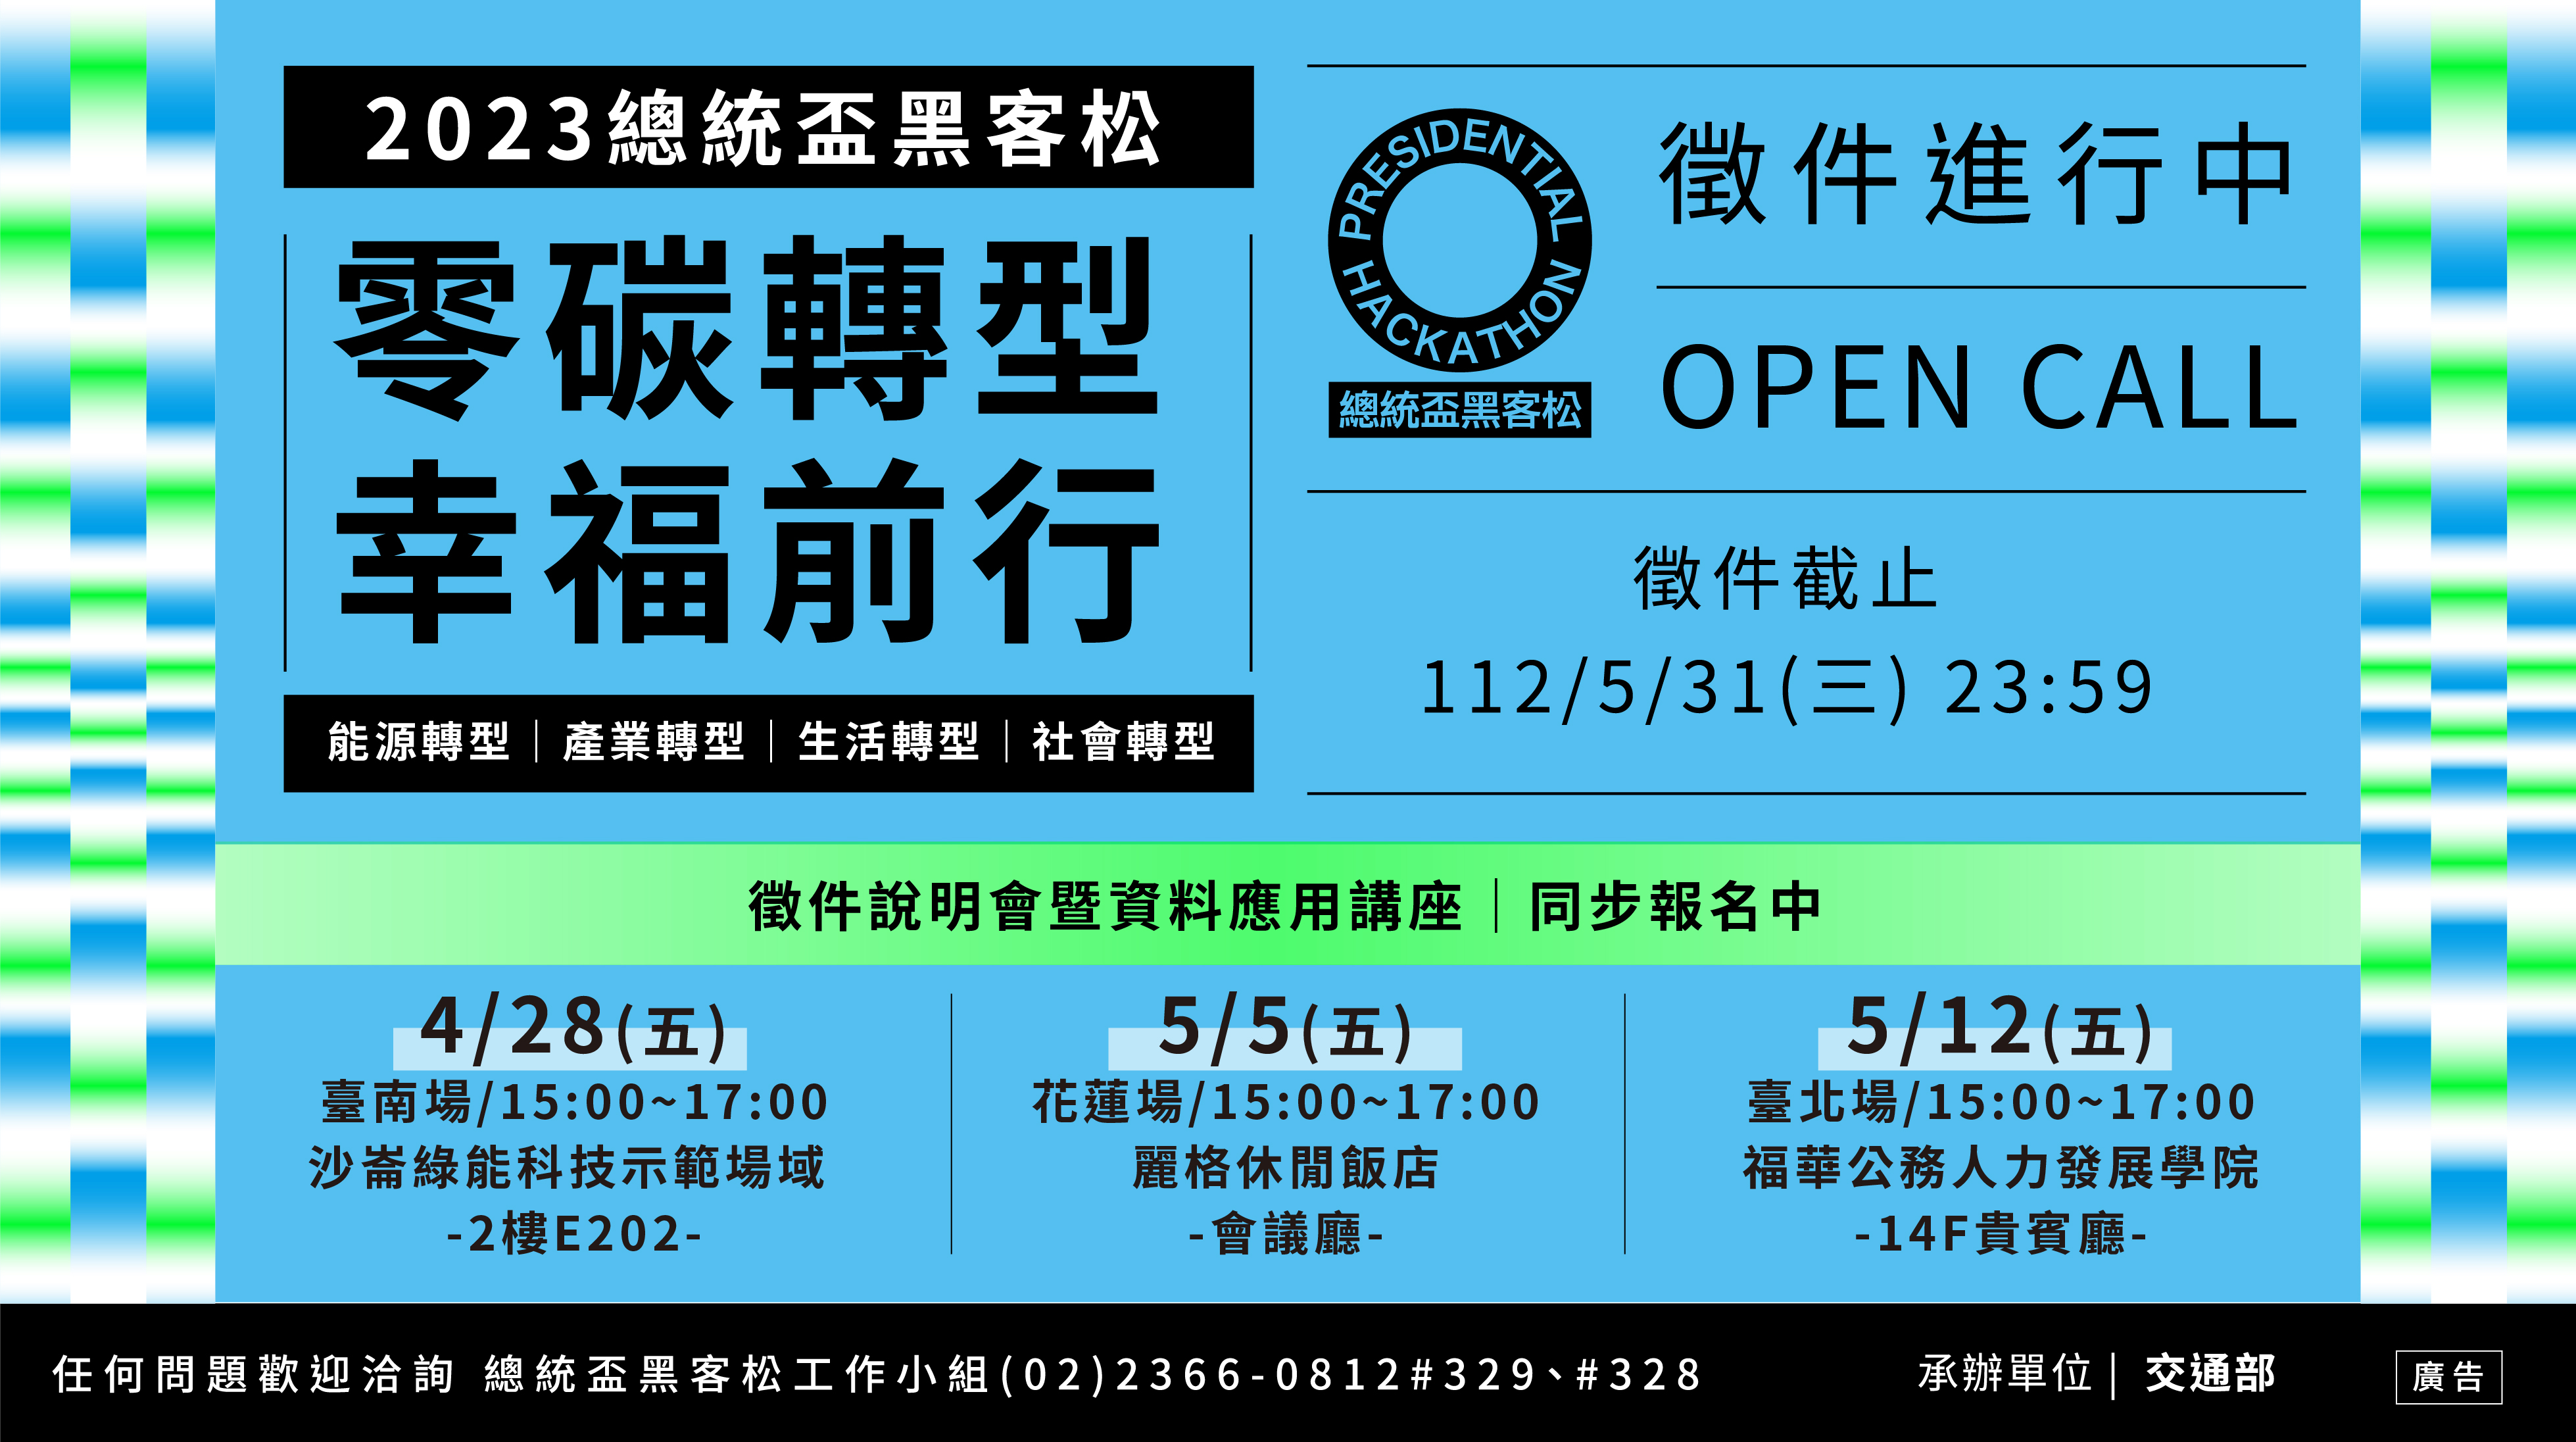 2023總統盃黑客松
零碳轉型
幸福前行
能源轉型｜產業轉型｜生活轉型｜社會轉型
PRESIDENTIAL
HACKATHON
總統盃黑客松
徵件進行中
OPEN CALL
徵件截止
112/5/31(三) 23:59
徵件說明會暨資料應用講座｜同步報名中
4/28(五)
臺南場/15:00~17:00
沙崙綠能科技示範場域
-2樓E202-
5/5(五)
花蓮場/15:00~17:00
麗格休閒飯店
-會議廳-
5/12(五)
臺北場/15:00~17:00
福華公務人力發展學院
-14F貴賓廳-
任何問題歡迎洽詢 總統盃黑客松工作小組(02)2366-0812#329、#328
承辦單位｜交通部
廣告